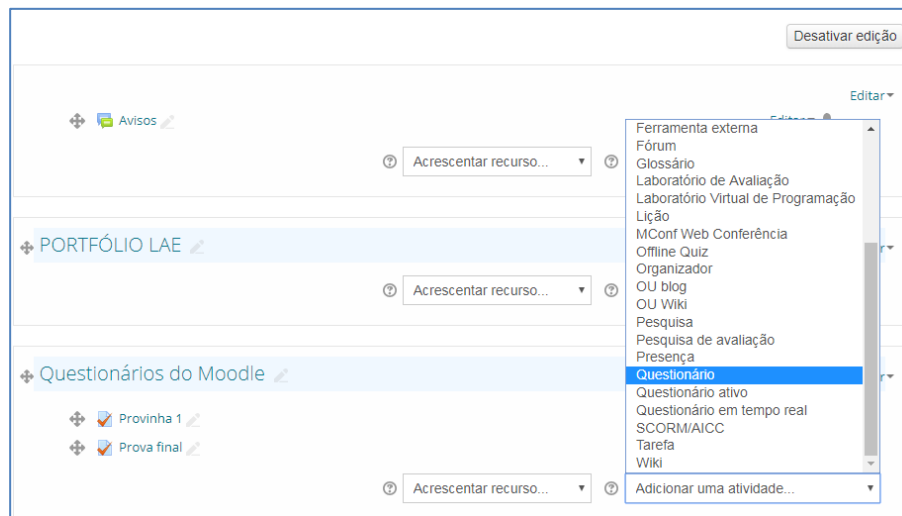 Desativar edição
Editar
Avisos
Acrescentar recurso...
Ferramenta externa
Fórum
Glossário
Laboratório de Avaliação
Laboratório Virtual de Programação
Lição
MConf Web Conferência
Offline Quiz
Organizador
OU blog
OU Wiki
Pesquisa
Pesquisa de avaliação
Presença
Questionário
Questionário ativo
Questionário em tempo real
SCORM/AICC
Tarefa
Wiki
PORTFÓLIO LAE
Acrescentar recurso...
Questionários do Moodle
Provinha 1
Prova final
Acrescentar recurso...
Adicionar uma atividade...